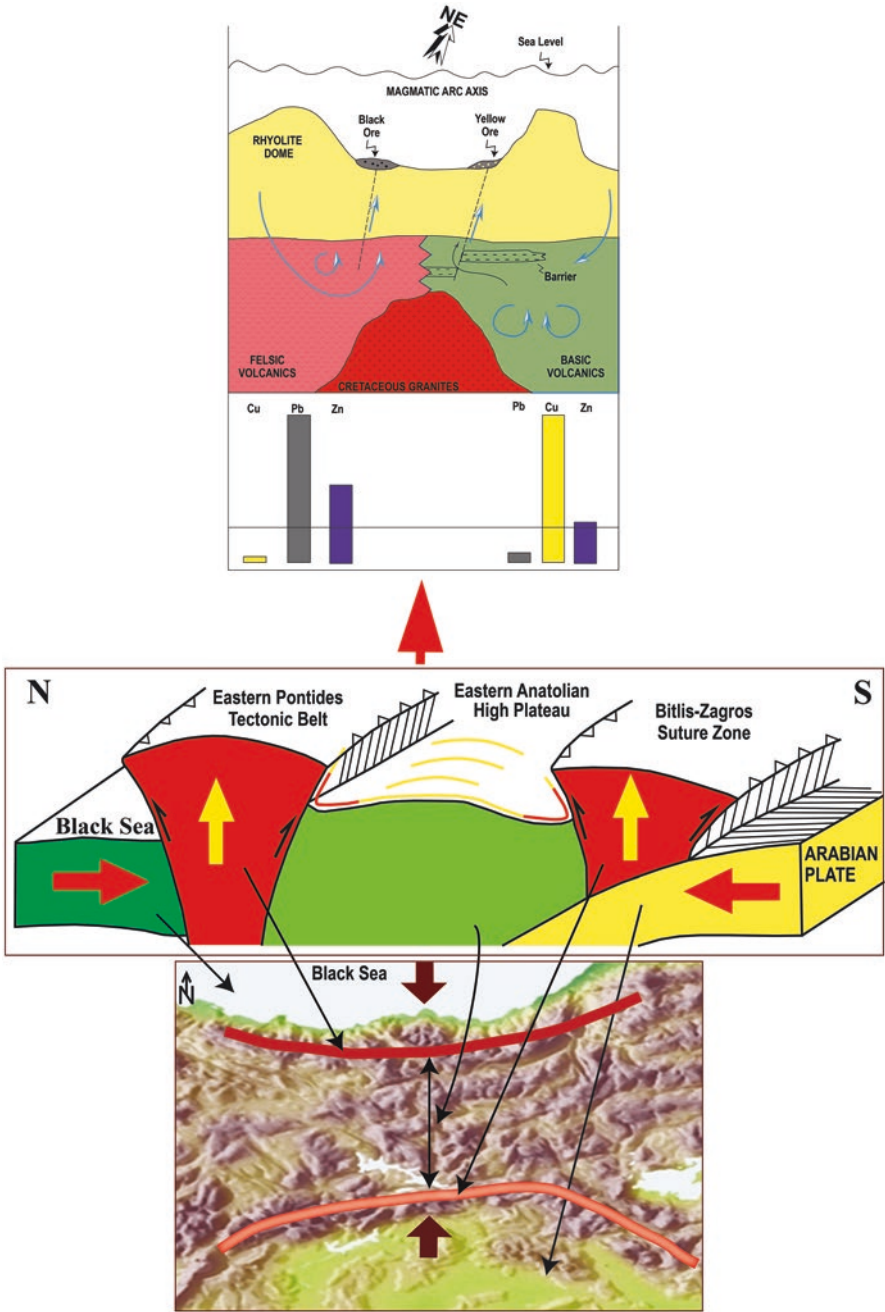 NE
Sea Level
MAGMATIC ARC AXIS
Black
Ore
Yellow
Ore
RHYOLITE
DOME
Barrier
FELSIC
VOLCANICS
BASIC
VOLCANICS
CRETACEOUS GRANITES
Cu Pb Zn Pb Cu Zn
N S
Eastern Pontides
Tectonic Belt
Eastern Anatolian
High Plateau
Bitlis-Zagros
Suture Zone
Black Sea
ARABIAN
PLATE
Black Sea
N